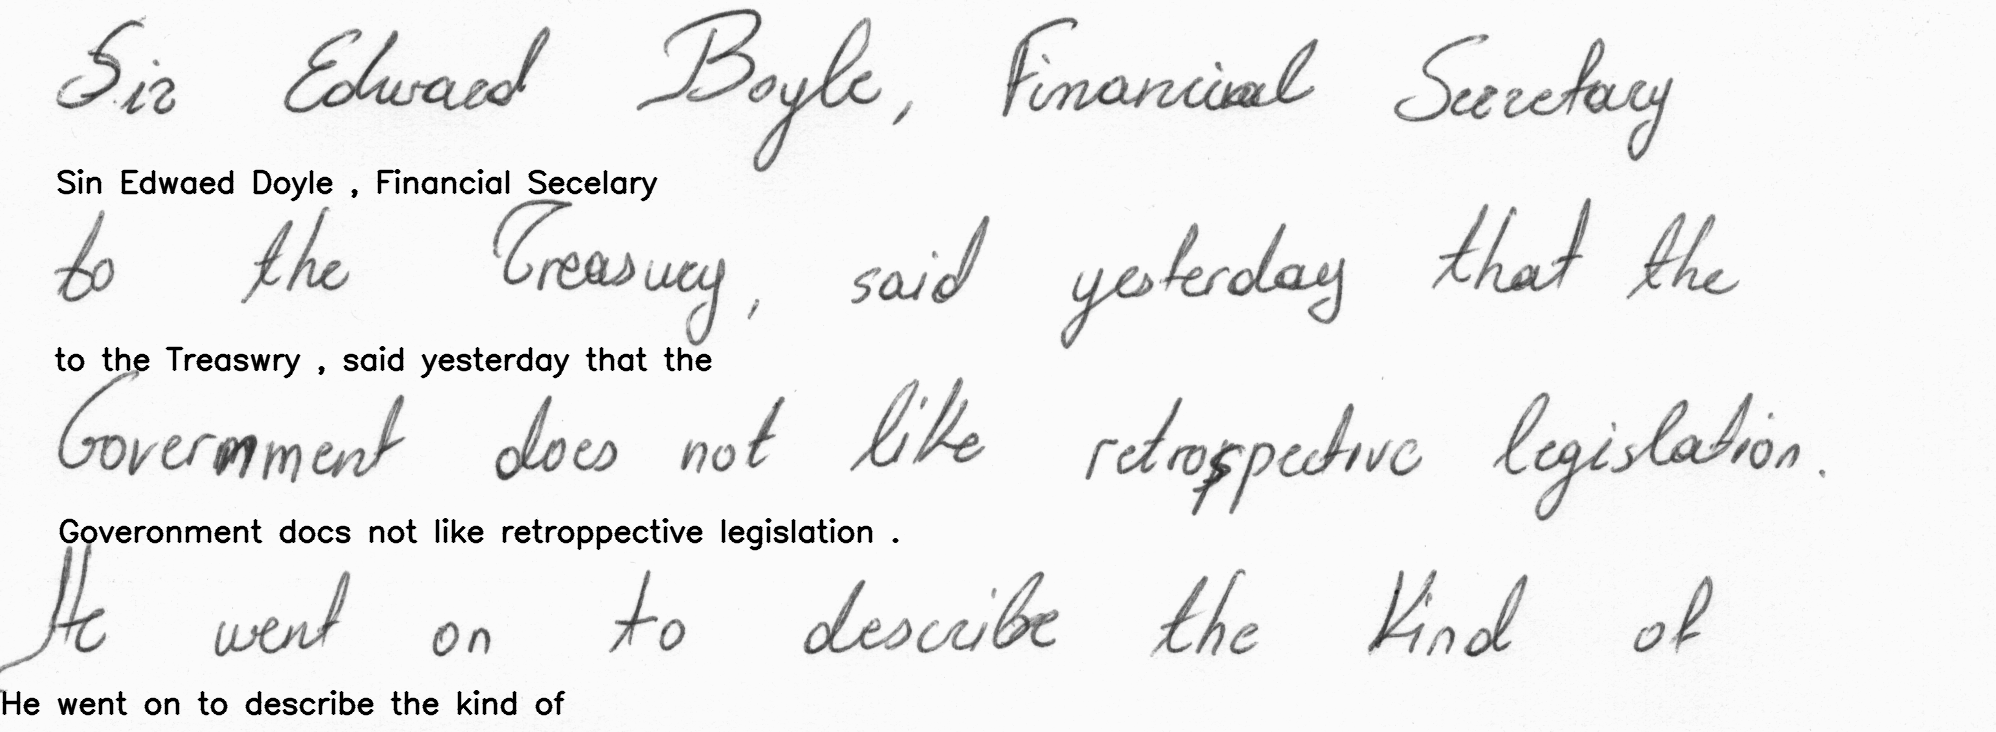 Sir Edward Boyle, Financial Secretary
Sin Edwaed Doyle , Financial Secelary
to the Treasury, said yesterday that the
to the Treaswry , said yesterday that the
Government does not like retrospective legislation.
Goveronment docs not like retroppective legislation .
He went on to describe the kind of
He went on to describe the kind of